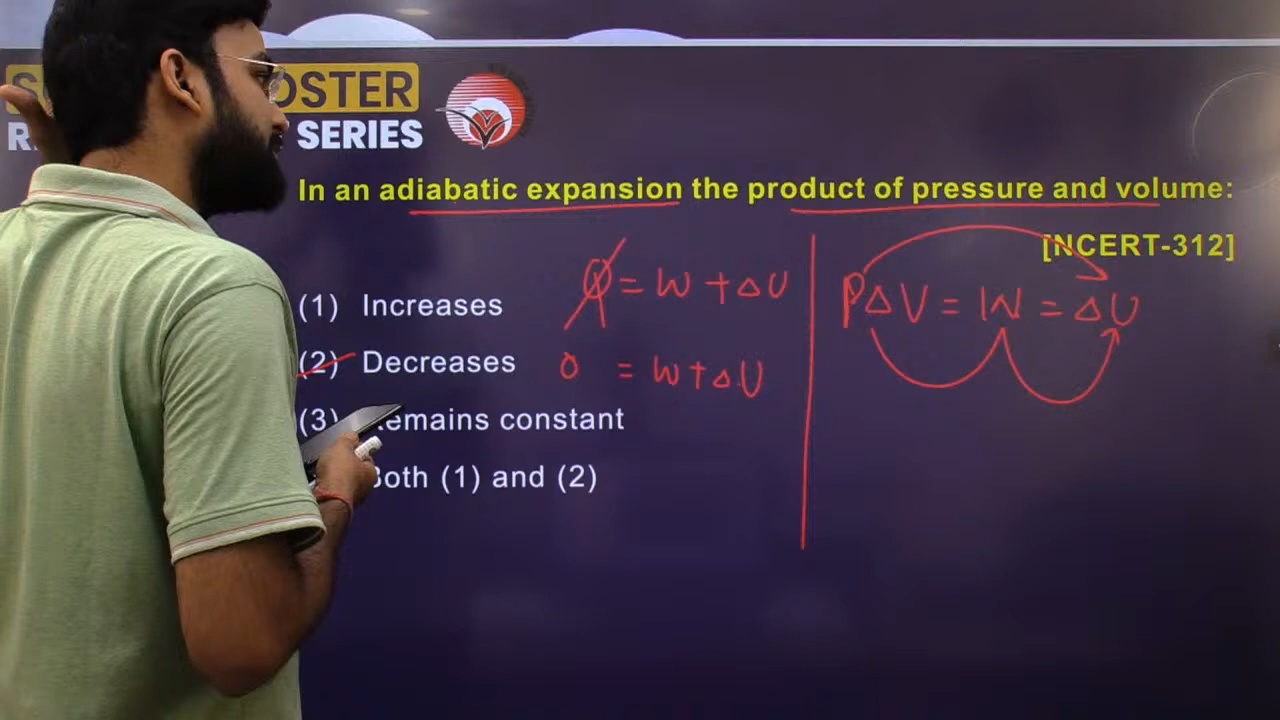 OSTER
SERIES
In an adiabatic expansion the product of pressure and volume:
[NCERT-312]
(1) Increases
(2) Decreases
(3) Remains constant
Both (1) and (2)
Q = W + ΔU
0 = W + ΔU
PΔV = W = ΔU